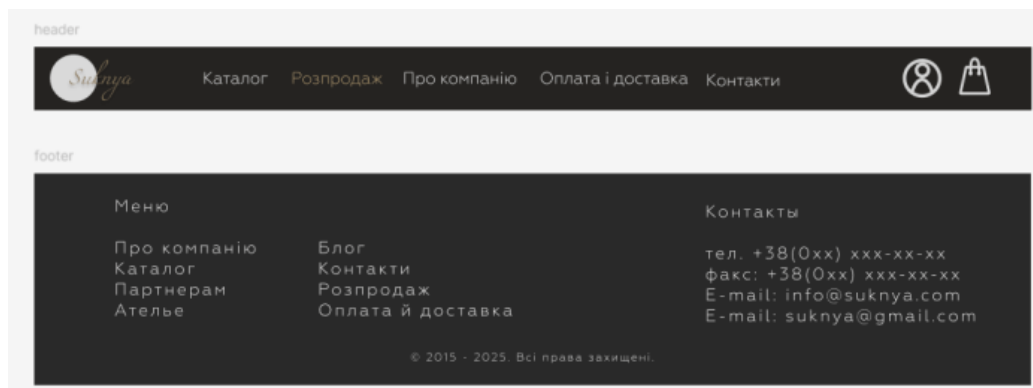 header
Suknya
Каталог Розпродаж Про компанію Оплата і доставка Контакти
footer
Меню
Про компанію
Каталог
Партнерам
Ателье
Блог
Контакти
Розпродаж
Оплата й доставка
Контакты
тел. +38(0xx) xxx-xx-xx
факс: +38(0xx) xxx-xx-xx
E-mail: info@suknya.com
E-mail: suknya@gmail.com
© 2015 - 2025. Всі права захищені.